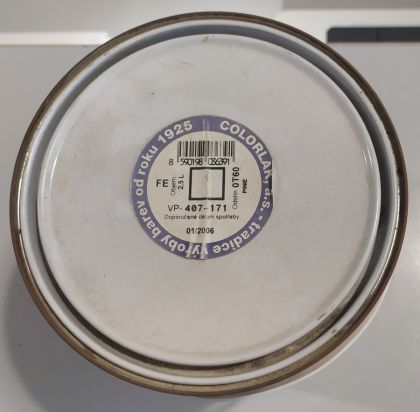 COLORLAK, a.s. - tradice výroby barev od roku 1925
8 590198 036391
FE
Objem
2.5 L
Odstín 0T60
PINIE
VP- 407-171
Doporučené datum spotřeby
01/2006